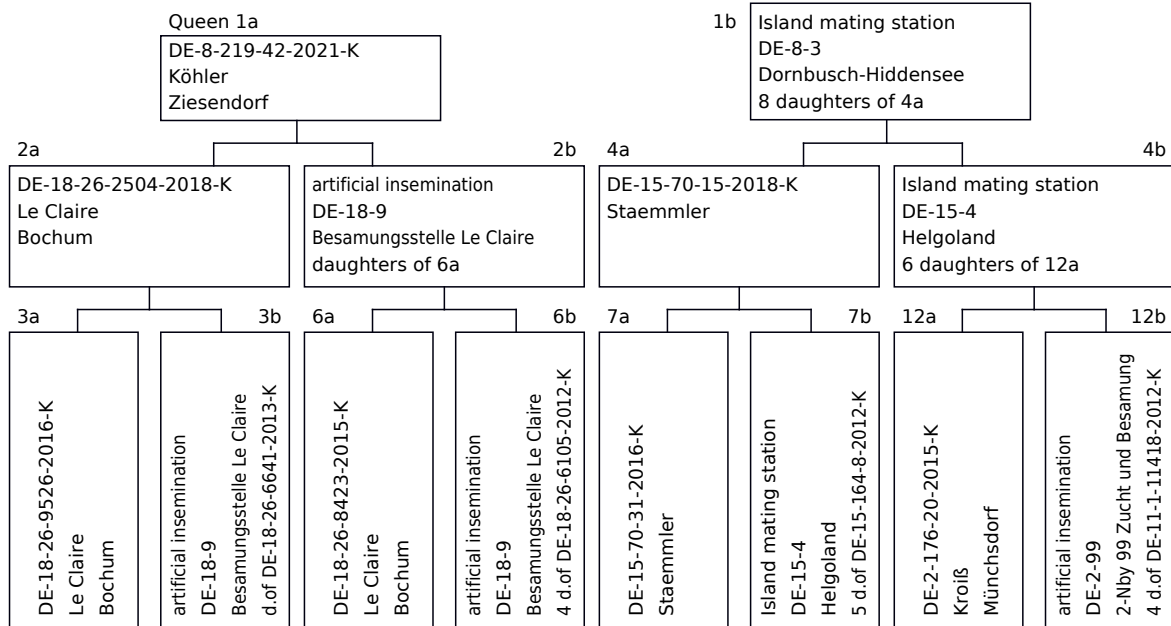 Queen 1a
DE-8-219-42-2021-K
Köhler
Ziesendorf
1b
Island mating station
DE-8-3
Dornbusch-Hiddensee
8 daughters of 4a
2a
DE-18-26-2504-2018-K
Le Claire
Bochum
2b
artificial insemination
DE-18-9
Besamungsstelle Le Claire
daughters of 6a
4a
DE-15-70-15-2018-K
Staemmler
4b
Island mating station
DE-15-4
Helgoland
6 daughters of 12a
3a
DE-18-26-9526-2016-K
Le Claire
Bochum
3b
artificial insemination
DE-18-9
Besamungsstelle Le Claire
d.of DE-18-26-6641-2013-K
6a
DE-18-26-8423-2015-K
Le Claire
Bochum
6b
artificial insemination
DE-18-9
Besamungsstelle Le Claire
4 d.of DE-18-26-6105-2012-K
7a
DE-15-70-31-2016-K
Staemmler
7b
Island mating station
DE-15-4
Helgoland
5 d.of DE-15-164-8-2012-K
12a
DE-2-176-20-2015-K
Kroiß
Münchsdorf
12b
artificial insemination
DE-2-99
2-Nby 99 Zucht und Besamung
4 d.of DE-11-1-11418-2012-K